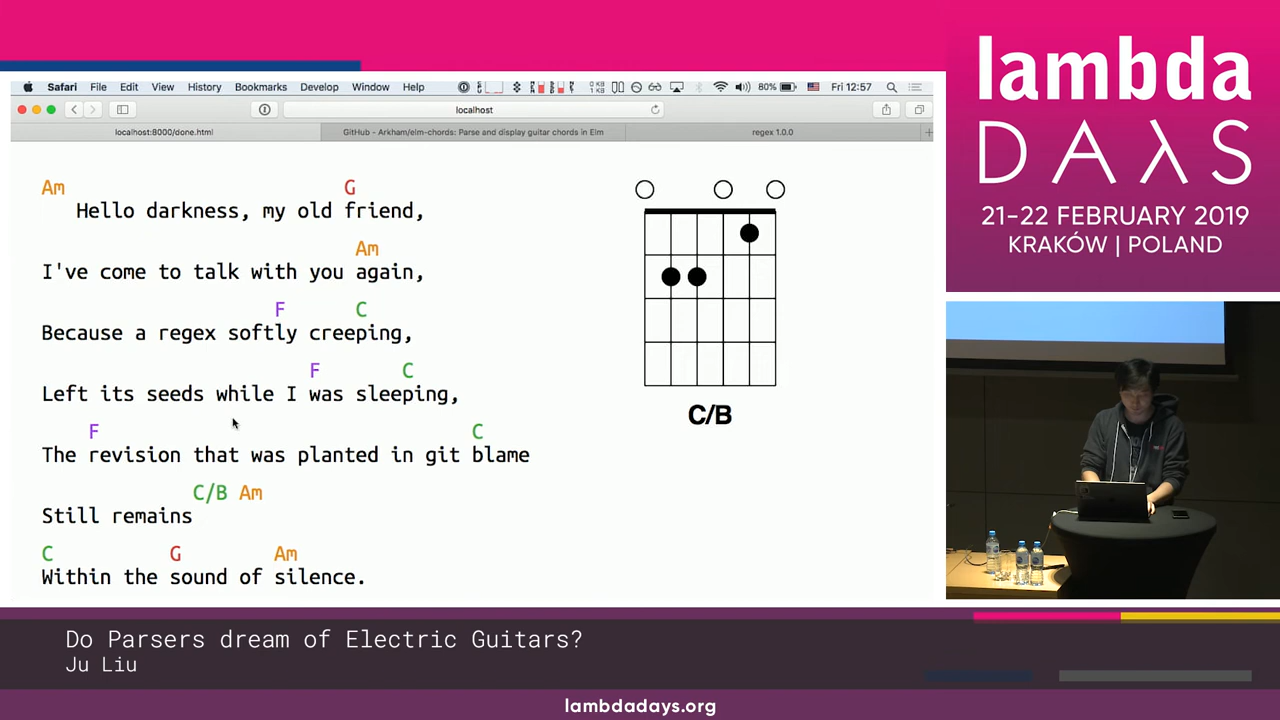 Safari File Edit View History Bookmarks Develop Window Help 80% Fri 12:57
localhost
localhost:8000/done.html GitHub - Arkham/elm-chords: Parse and display guitar chords in Elm regex 1.0.0
Am G
Hello darkness, my old friend,
Am
I've come to talk with you again,
F C
Because a regex softly creeping,
F C
Left its seeds while I was sleeping,
F C
The revision that was planted in git blame
C/B Am
Still remains
C G Am
Within the sound of silence.
C/B
lambda
DAλS
21-22 FEBRUARY 2019
KRAKÓW | POLAND
Do Parsers dream of Electric Guitars?
Ju Liu
lambdadays.org